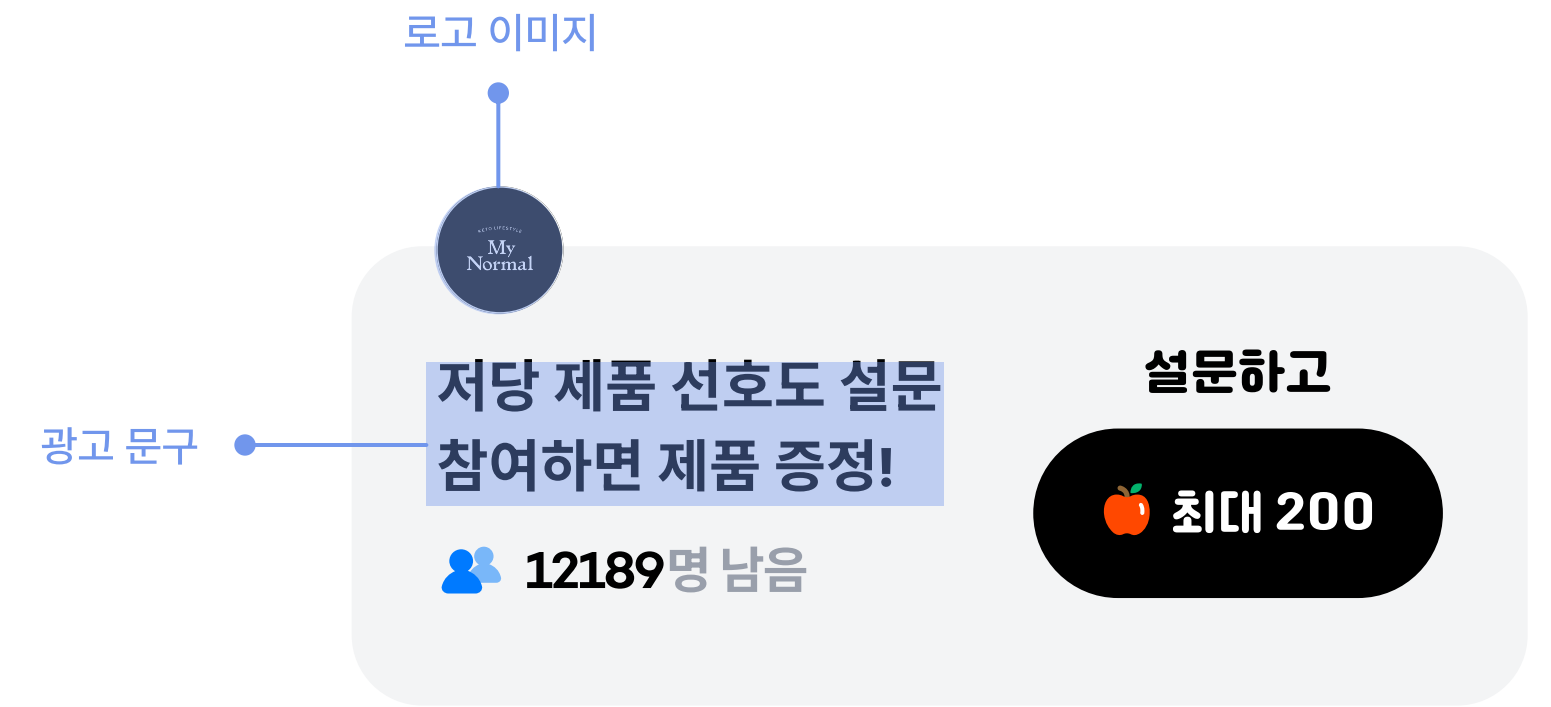 로고 이미지
KETO LIFESTYLE
My
Normal
저당 제품 선호도 설문
참여하면 제품 증정!
광고 문구
12189명 남음
설문하고
최대 200